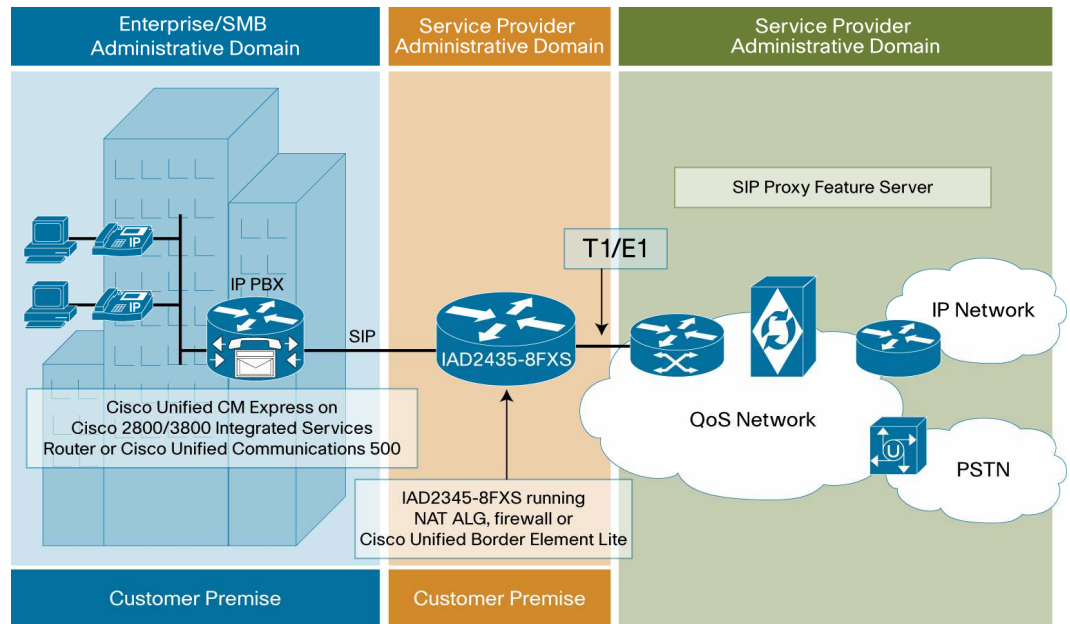 Enterprise/SMB
Administrative Domain
Service Provider
Administrative Domain
Service Provider
Administrative Domain
SIP Proxy Feature Server
T1/E1
IP
IP
IP PBX
SIP
IAD2435-8FXS
IP Network
QoS Network
U
PSTN
Cisco Unified CM Express on
Cisco 2800/3800 Integrated Services
Router or Cisco Unified Communications 500
IAD2345-8FXS running
NAT ALG, firewall or
Cisco Unified Border Element Lite
Customer Premise
Customer Premise